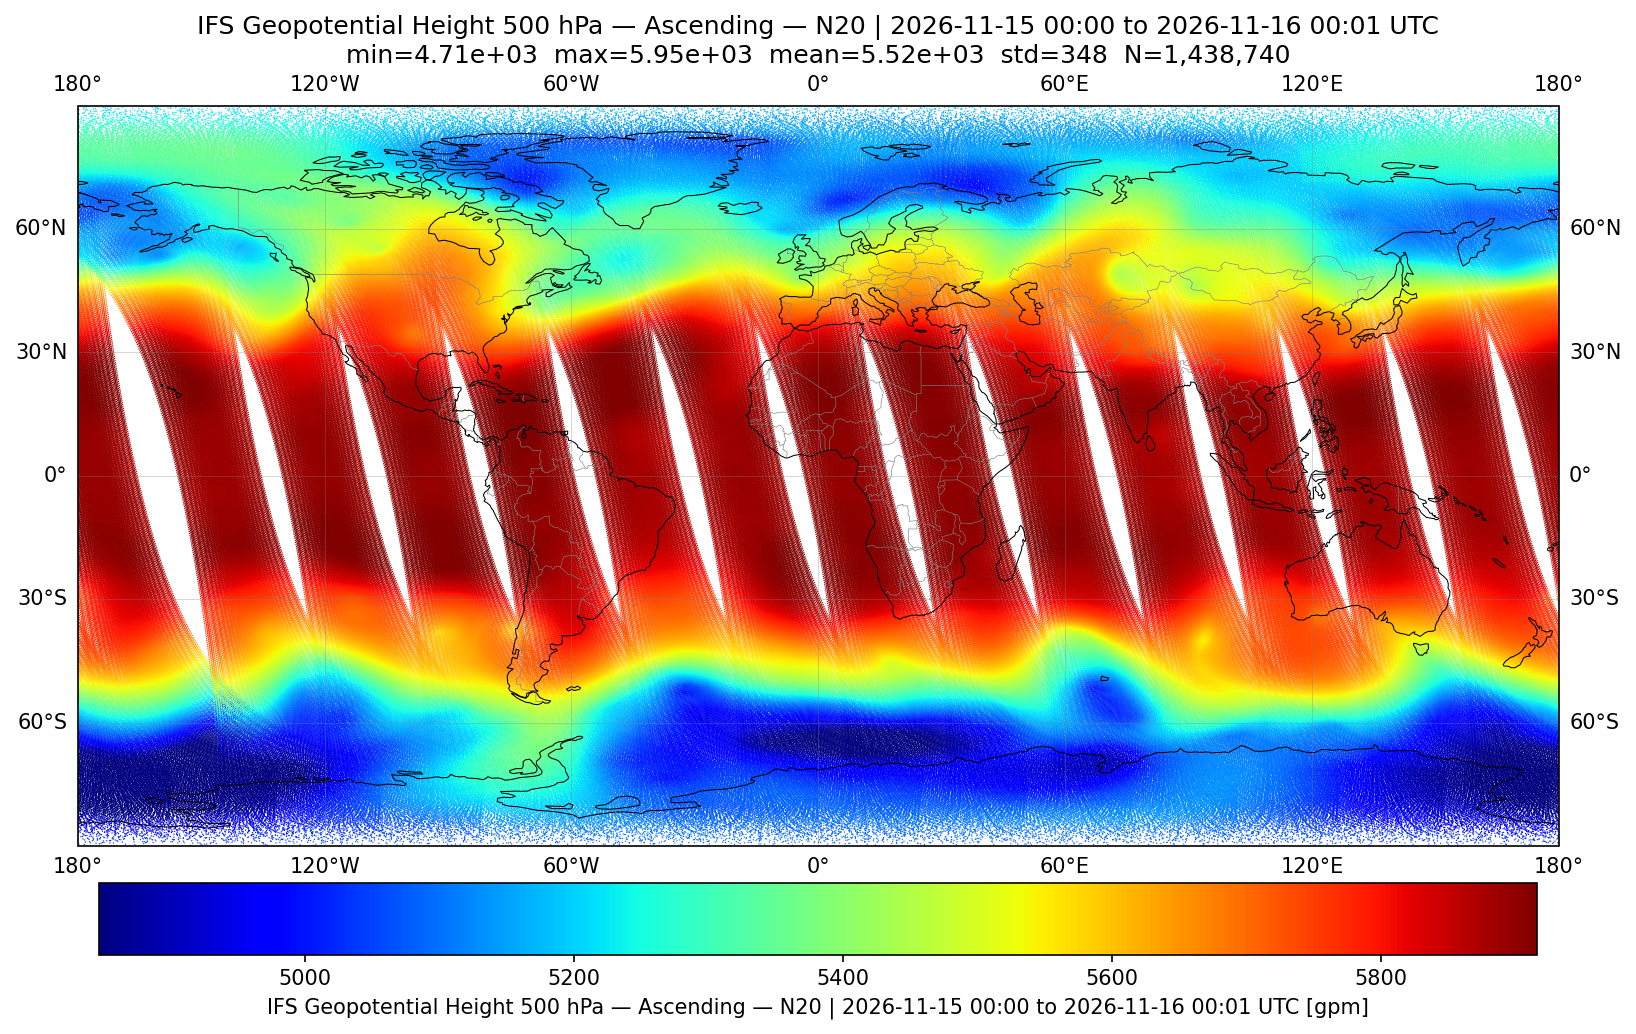 IFS Geopotential Height 500 hPa — Ascending — N20 | 2026-11-15 00:00 to 2026-11-16 00:01 UTC
min=4.71e+03 max=5.95e+03 mean=5.52e+03 std=348 N=1,438,740
180° 120°W 60°W 0° 60°E 120°E 180°
60°N 60°N
30°N 30°N
0° 0°
30°S 30°S
60°S 60°S
180° 120°W 60°W 0° 60°E 120°E 180°
5000 5200 5400 5600 5800
IFS Geopotential Height 500 hPa — Ascending — N20 | 2026-11-15 00:00 to 2026-11-16 00:01 UTC [gpm]